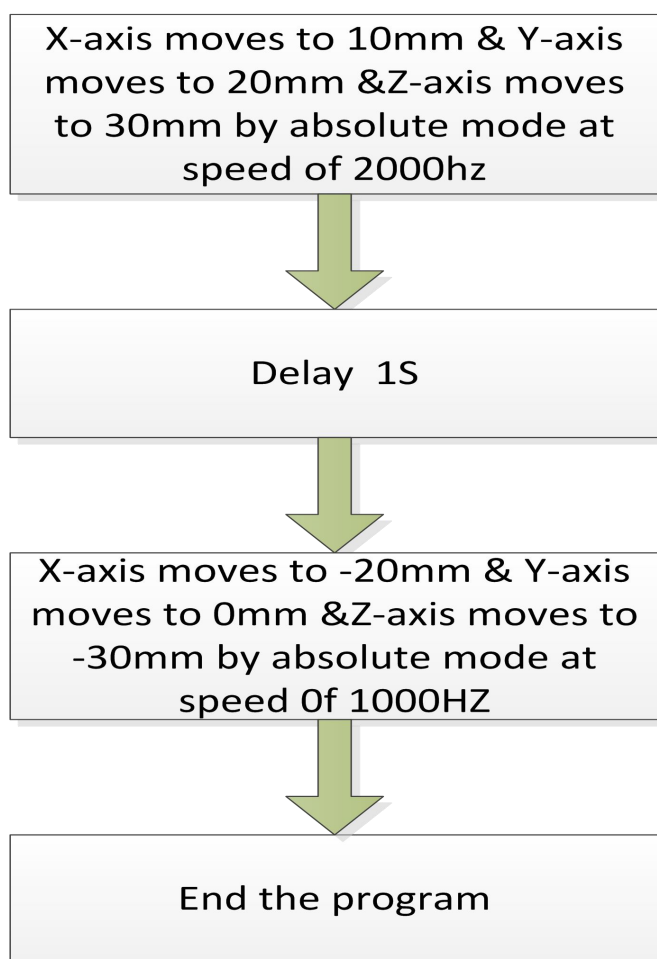 X-axis moves to 10mm & Y-axis
moves to 20mm &Z-axis moves
to 30mm by absolute mode at
speed of 2000hz
Delay  1S
X-axis moves to -20mm & Y-axis
moves to 0mm &Z-axis moves to
-30mm by absolute mode at
speed 0f 1000HZ
End the program